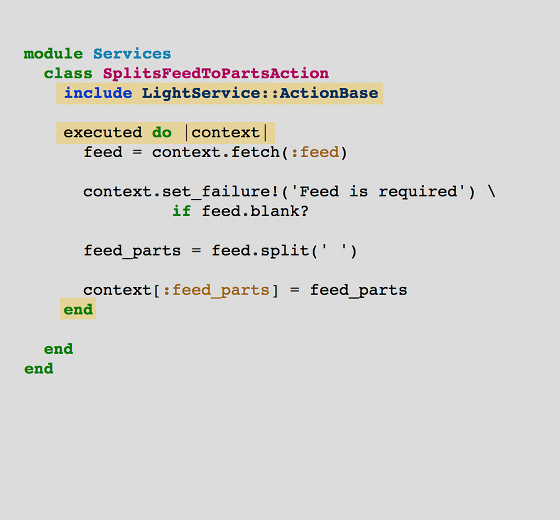 module Services
  class SplitsFeedToPartsAction
    include LightService::ActionBase

    executed do |context|
      feed = context.fetch(:feed)

      context.set_failure!('Feed is required') \
               if feed.blank?

      feed_parts = feed.split(' ')

      context[:feed_parts] = feed_parts
    end

  end
end